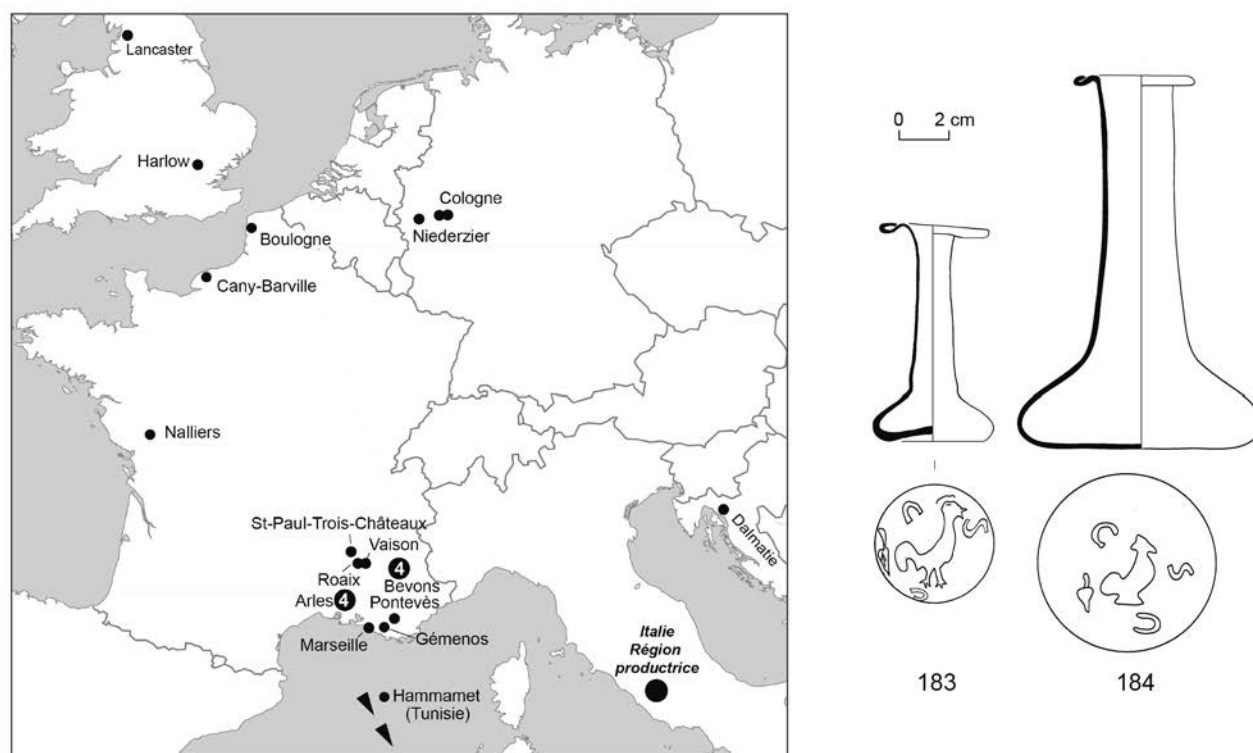 Lancaster
Harlow
Cologne
Niederzier
Boulogne
Cany-Barville
Nalliers
St-Paul-Trois-Châteaux
Vaison
Roaix
4
Bevons
Arles
4
Pontevès
Marseille
Gémenos
Dalmatie
Italie
Région
productrice
Hammamet
(Tunisie)
0 2 cm
183
184